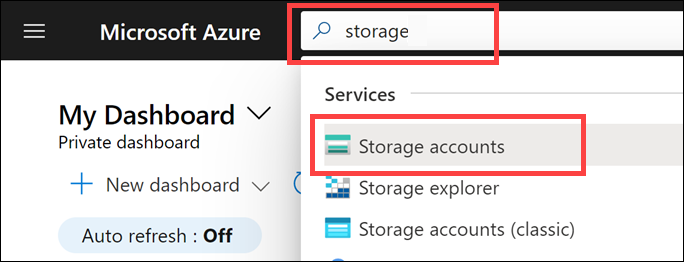 Microsoft Azure
storage
My Dashboard
Private dashboard
New dashboard
Auto refresh : Off
Services
Storage accounts
Storage explorer
Storage accounts (classic)